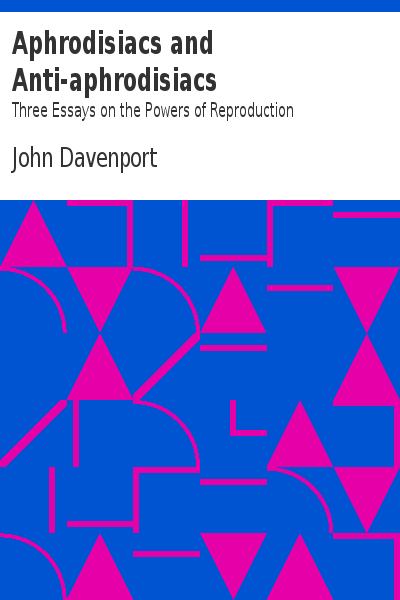 Aphrodisiacs and
Anti-aphrodisiacs
Three Essays on the Powers of Reproduction
John Davenport